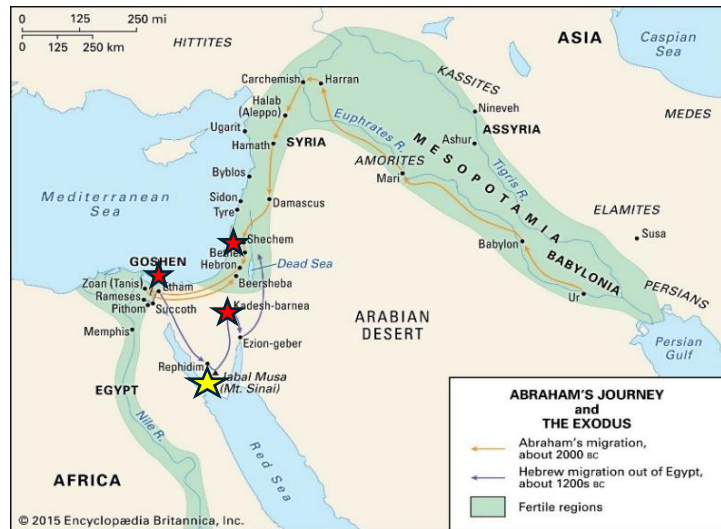 0 125 250 mi
0 125 250 km
HITTITES
ASIA
Caspian
Sea
Carchemish
Harran
KASSITES
Halab
(Aleppo)
Nineveh
MEDES
Ugarit
Euphrates R.
ASSYRIA
Hamath
SYRIA
Ashur
MESOPOTAMIA
Byblos
AMORITES
Tigris R.
Mari
Mediterranean
Sea
Sidon
Damascus
ELAMITES
Tyre
Susa
Shechem
Babylon
GOSHEN
Dead Sea
BABYLONIA
Hebron
Zoan (Tanis)
Beersheba
Rameses
Ur
PERSIANS
Pithom
Succoth
Kadesh-barnea
ARABIAN
DESERT
Memphis
Ezion-geber
Persian
Gulf
Rephidim
Jabal Musa
(Mt. Sinai)
EGYPT
Nile R.
Red Sea
AFRICA
ABRAHAM'S JOURNEY
and
THE EXODUS
Abraham's migration,
about 2000 BC
Hebrew migration out of Egypt,
about 1200s BC
Fertile regions
© 2015 Encyclopædia Britannica, Inc.